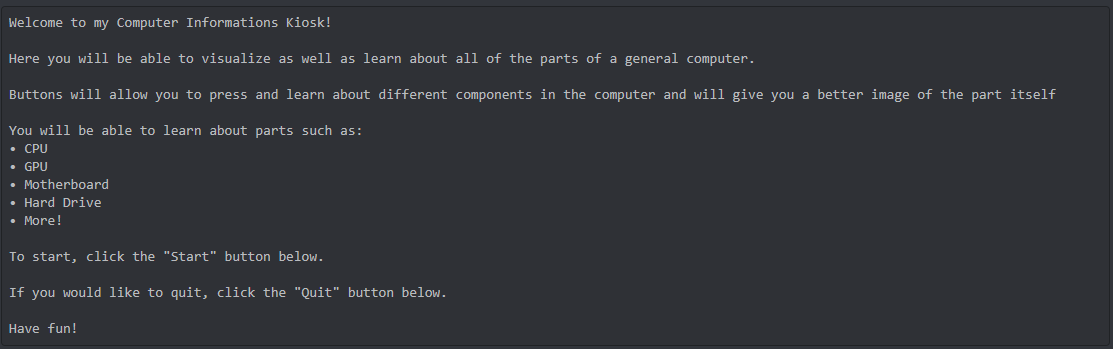 Welcome to my Computer Informations Kiosk!
Here you will be able to visualize as well as learn about all of the parts of a general computer.
Buttons will allow you to press and learn about different components in the computer and will give you a better image of the part itself
You will be able to learn about parts such as:
• CPU
• GPU
• Motherboard
• Hard Drive
• More!
To start, click the "Start" button below.
If you would like to quit, click the "Quit" button below.
Have fun!